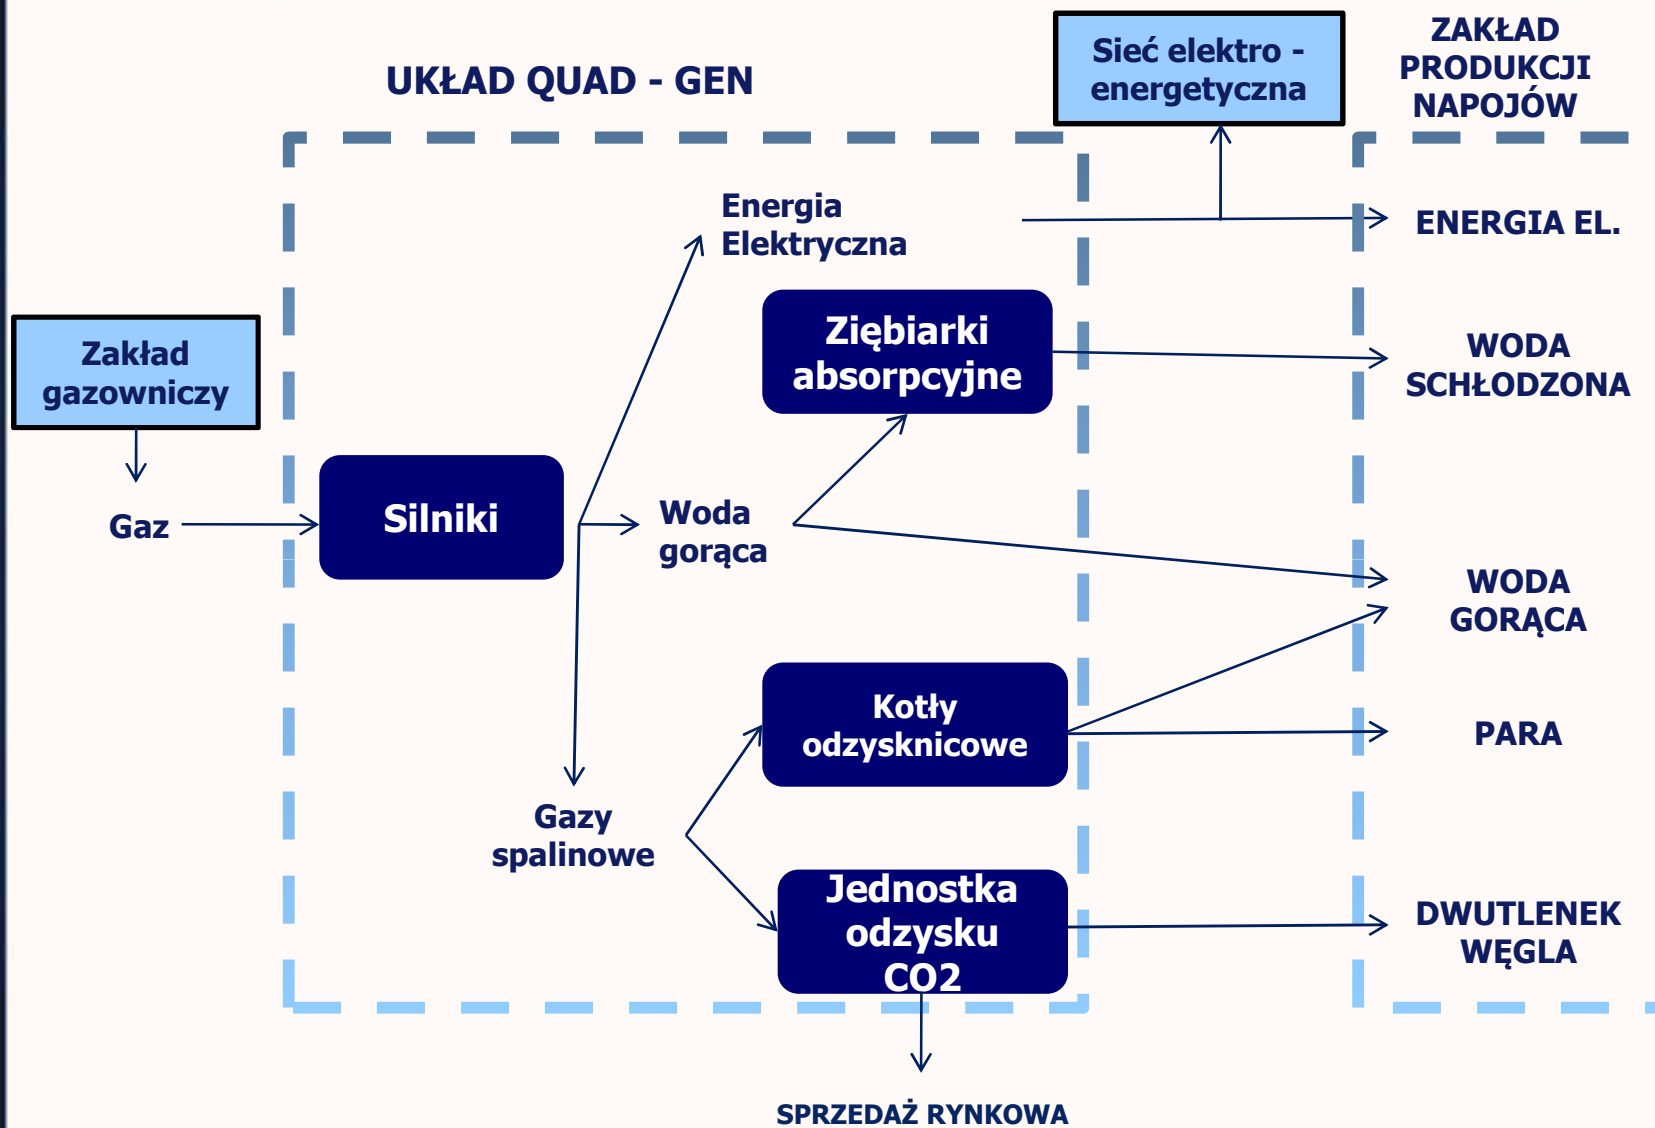 UKŁAD QUAD - GEN
Sieć elektro -
energetyczna
ZAKŁAD
PRODUKCJI
NAPOJÓW
Energia
Elektryczna
ENERGIA EL.
Zakład
gazowniczy
Ziębiarki
absorpcyjne
WODA
SCHŁODZONA
Gaz
Silniki
Woda
gorąca
WODA
GORĄCA
Kotły
odzysknicowe
PARA
Gazy
spalinowe
Jednostka
odzysku
CO2
DWUTLENEK
WĘGLA
SPRZEDAŻ RYNKOWA